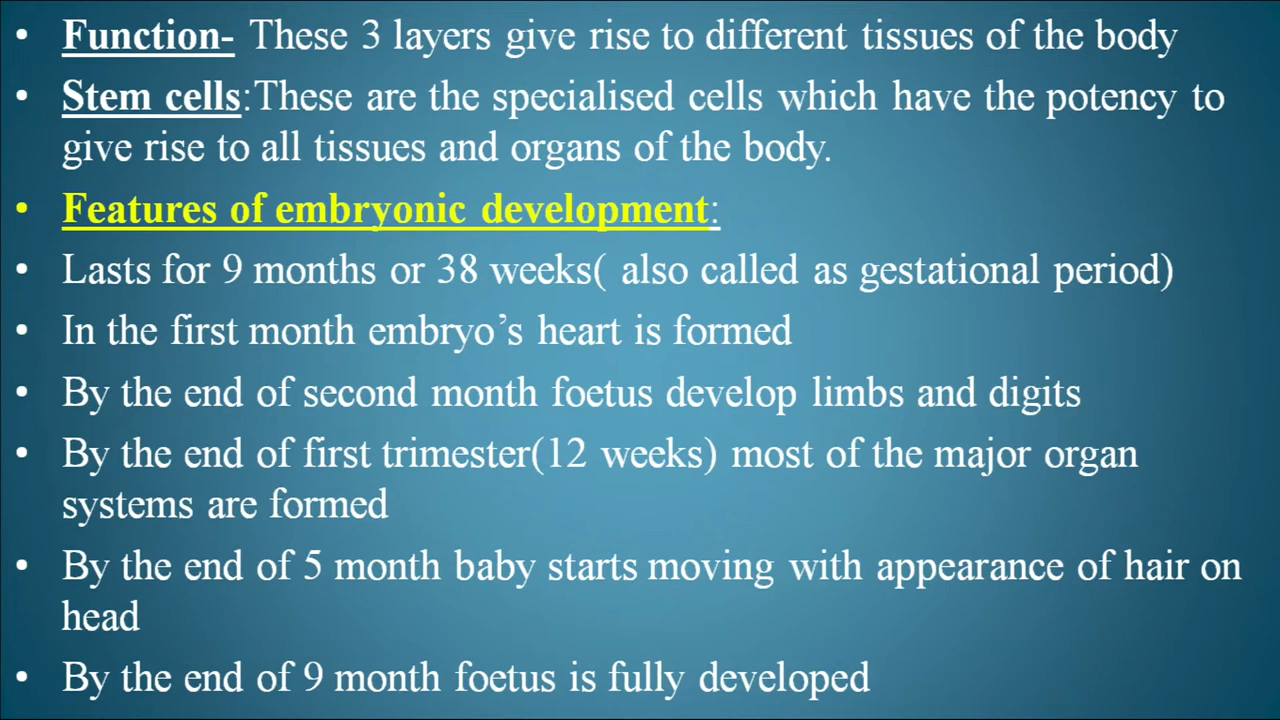 • Function- These 3 layers give rise to different tissues of the body
• Stem cells:These are the specialised cells which have the potency to
give rise to all tissues and organs of the body.
• Features of embryonic development:
• Lasts for 9 months or 38 weeks( also called as gestational period)
• In the first month embryo’s heart is formed
• By the end of second month foetus develop limbs and digits
• By the end of first trimester(12 weeks) most of the major organ
systems are formed
• By the end of 5 month baby starts moving with appearance of hair on
head
• By the end of 9 month foetus is fully developed